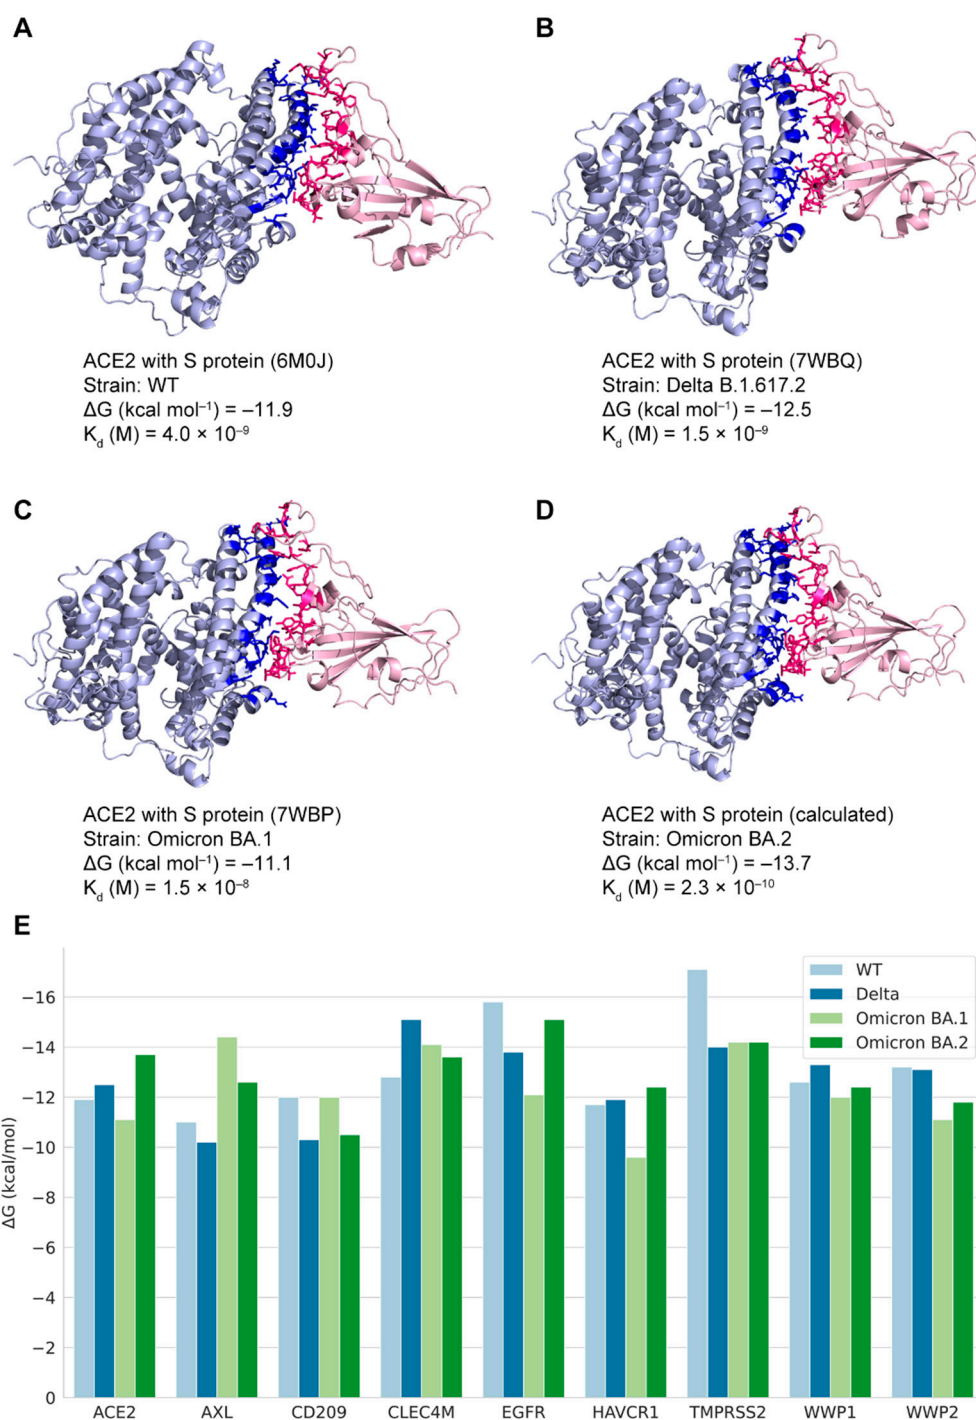 A
B
ACE2 with S protein (6M0J)
Strain: WT
ΔG (kcal mol⁻¹) = –11.9
K_d (M) = 4.0 × 10⁻⁹
ACE2 with S protein (7WBQ)
Strain: Delta B.1.617.2
ΔG (kcal mol⁻¹) = –12.5
K_d (M) = 1.5 × 10⁻⁹
C
D
ACE2 with S protein (7WBP)
Strain: Omicron BA.1
ΔG (kcal mol⁻¹) = –11.1
K_d (M) = 1.5 × 10⁻⁸
ACE2 with S protein (calculated)
Strain: Omicron BA.2
ΔG (kcal mol⁻¹) = –13.7
K_d (M) = 2.3 × 10⁻¹⁰
E
WT
Delta
Omicron BA.1
Omicron BA.2
ΔG (kcal/mol)
−16
−14
−12
−10
−8
−6
−4
−2
0
ACE2 AXL CD209 CLEC4M EGFR HAVCR1 TMPRSS2 WWP1 WWP2